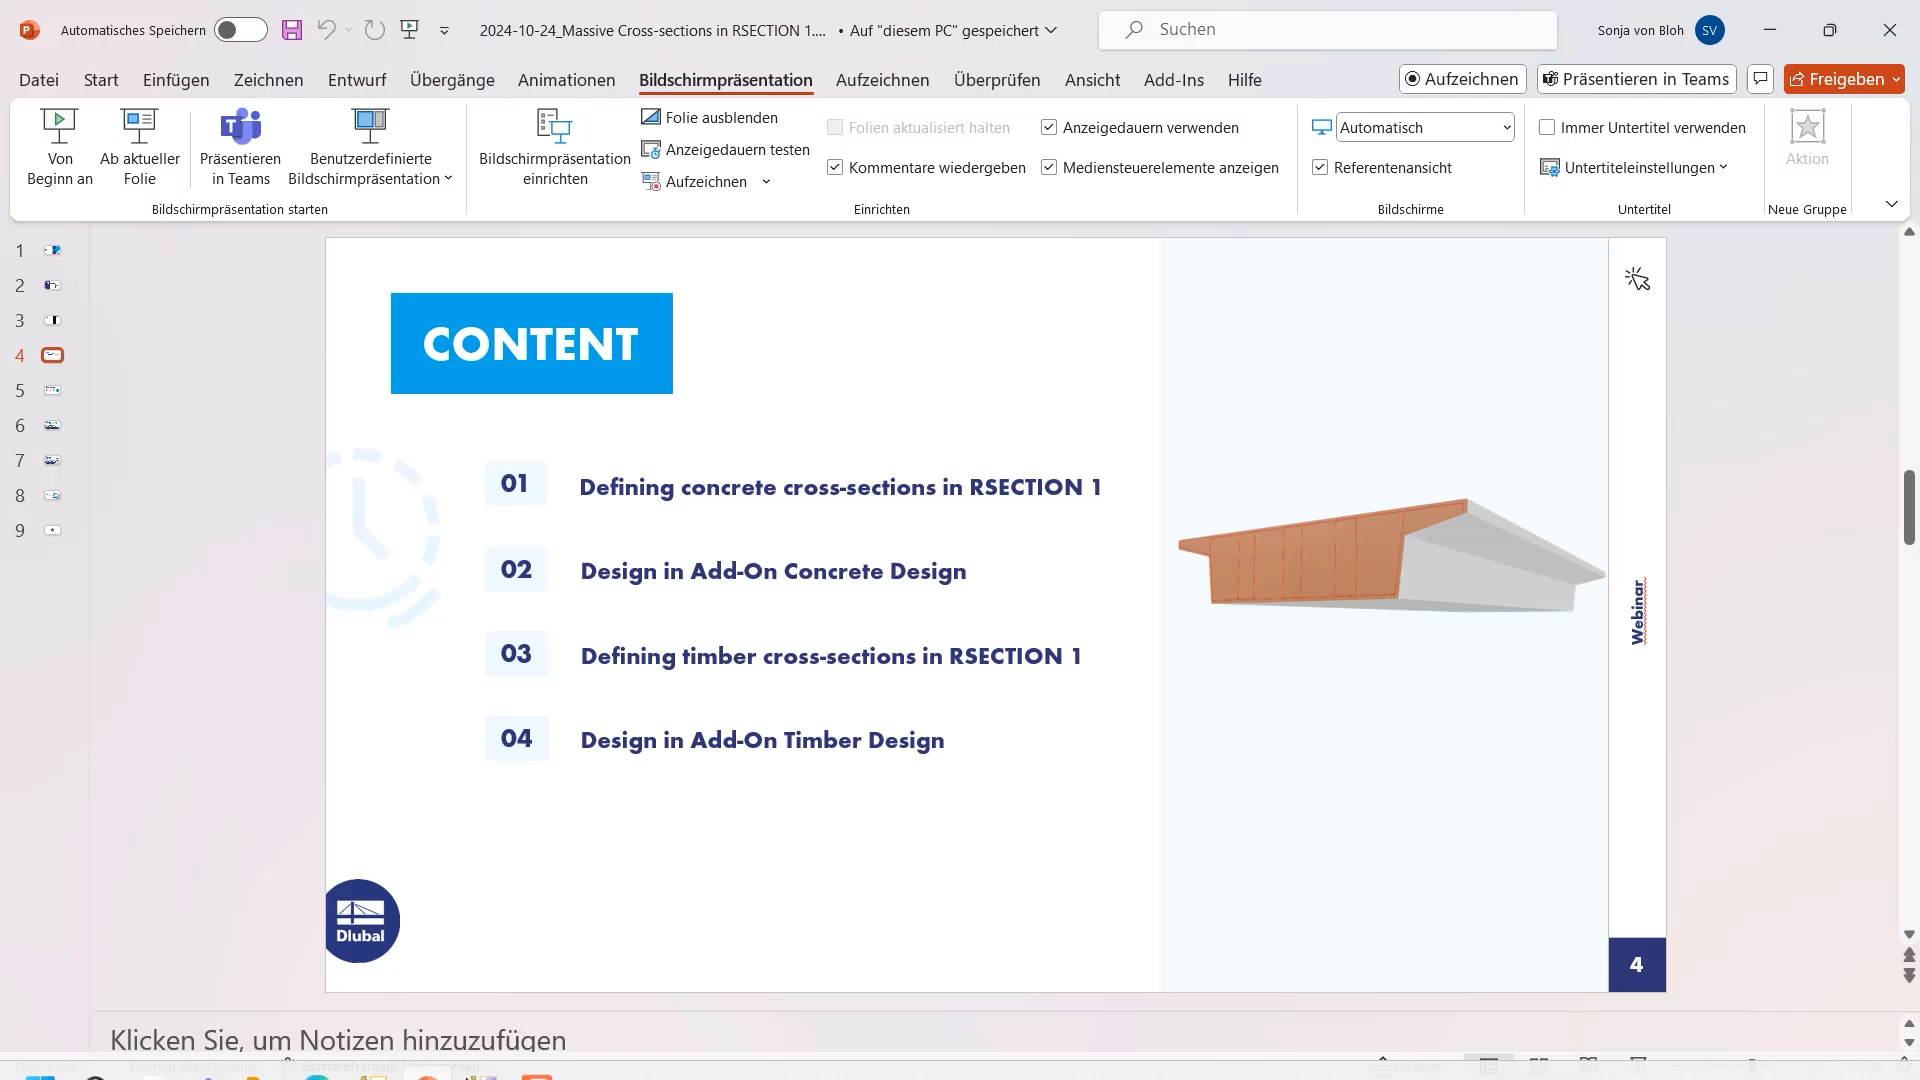 Automatisches Speichern
2024-10-24_Massive Cross-sections in RSECTION 1.... • Auf "diesem PC" gespeichert
Suchen
Sonja von Bloh
SV
Datei Start Einfügen Zeichnen Entwurf Übergänge Animationen Bildschirmpräsentation Aufzeichnen Überprüfen Ansicht Add-Ins Hilfe
Aufzeichnen Präsentieren in Teams Freigeben
Von
Beginn an
Ab aktueller
Folie
Präsentieren
in Teams
Benutzerdefinierte
Bildschirmpräsentation
Bildschirmpräsentation starten
Bildschirmpräsentation
einrichten
Folie ausblenden
Anzeigedauern testen
Aufzeichnen
Folien aktualisiert halten
Kommentare wiedergeben
Anzeigedauern verwenden
Mediensteuerelemente anzeigen
Einrichten
Automatisch
Referentenansicht
Bildschirme
Immer Untertitel verwenden
Untertiteleinstellungen
Untertitel
Aktion
Neue Gruppe
1
2
3
4
5
6
7
8
9
CONTENT
01 Defining concrete cross-sections in RSECTION 1
02 Design in Add-On Concrete Design
03 Defining timber cross-sections in RSECTION 1
04 Design in Add-On Timber Design
Webinar
Dlubal
4
Klicken Sie, um Notizen hinzuzufügen